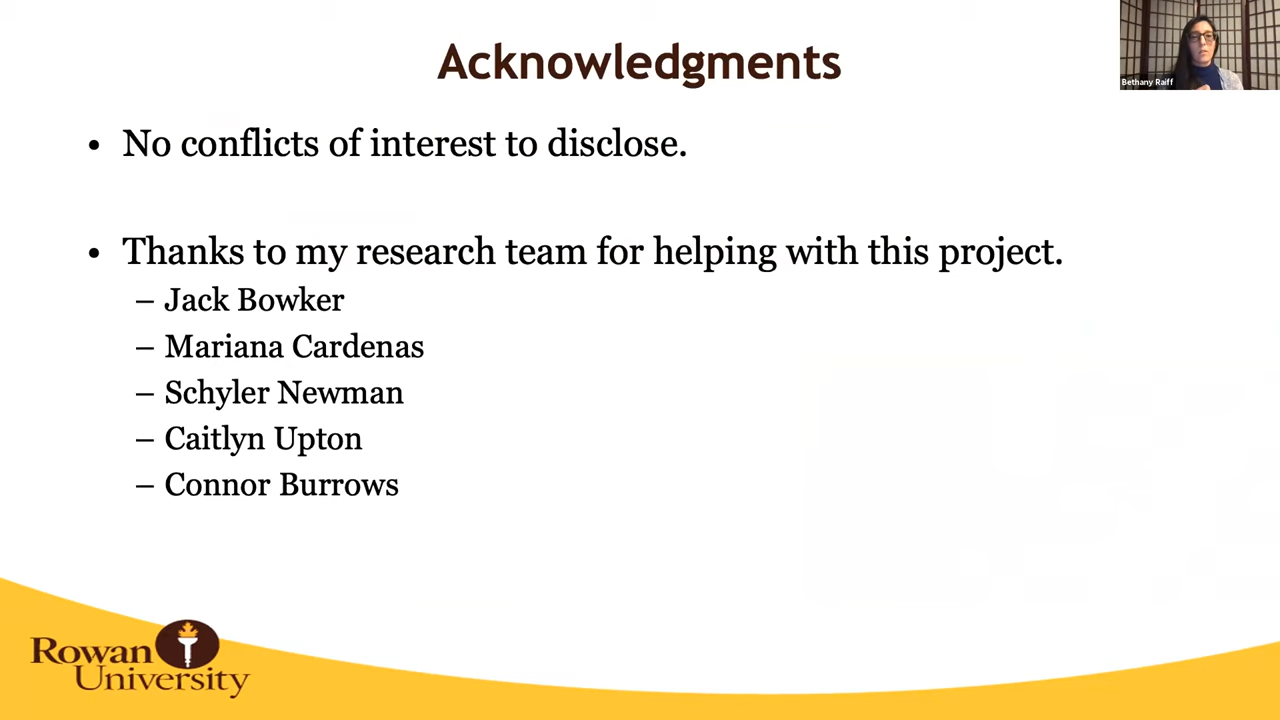 Acknowledgments
Bethany Raiff
• No conflicts of interest to disclose.
• Thanks to my research team for helping with this project.
– Jack Bowker
– Mariana Cardenas
– Schyler Newman
– Caitlyn Upton
– Connor Burrows
Rowan
University